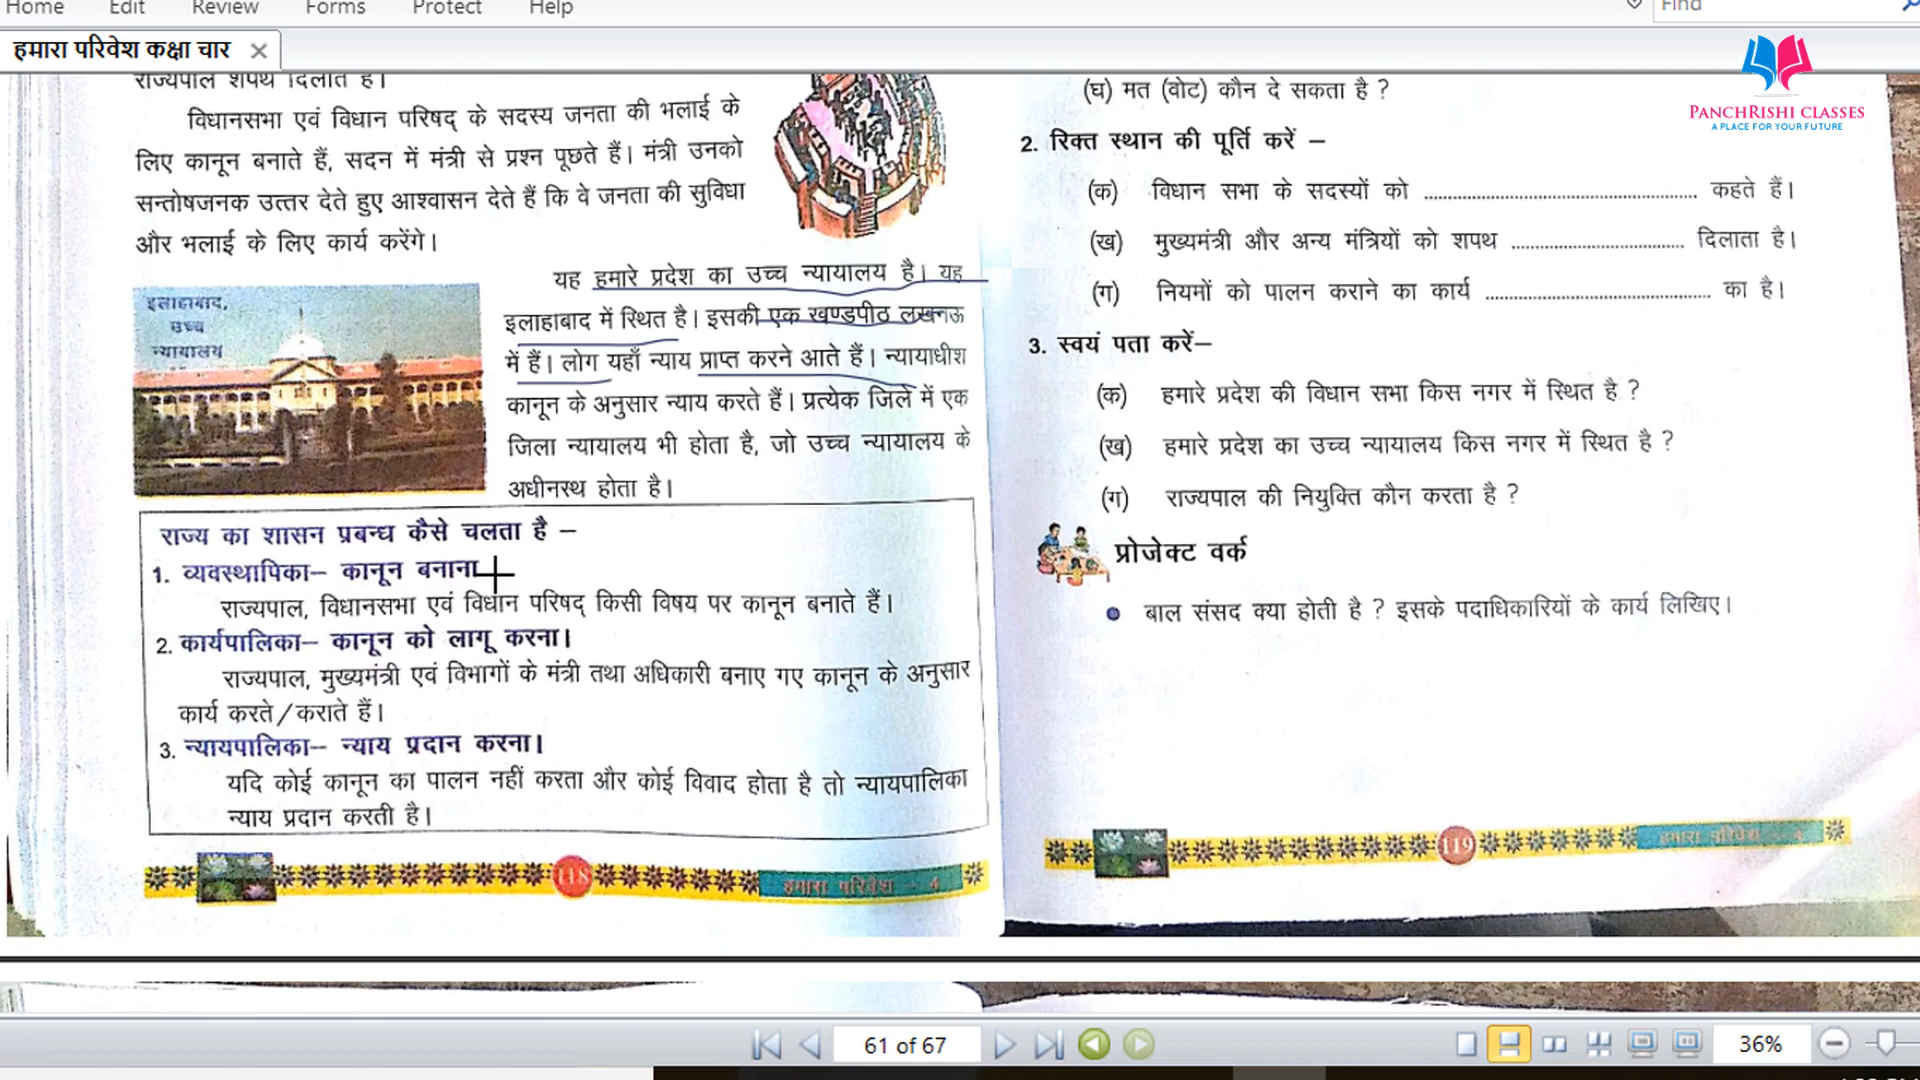 Home Edit Review Forms Protect Help
Find
हमारा परिवेश कक्षा चार
PANCHRISHI CLASSES
A PLACE FOR YOUR FUTURE
राज्यपाल शपथ दिलाते हैं।
विधानसभा एवं विधान परिषद् के सदस्य जनता की भलाई के
लिए कानून बनाते हैं, सदन में मंत्री से प्रश्न पूछते हैं। मंत्री उनको
सन्तोषजनक उत्तर देते हुए आश्वासन देते हैं कि वे जनता की सुविधा
और भलाई के लिए कार्य करेंगे।
इलाहाबाद,
उच्च
न्यायालय
यह हमारे प्रदेश का उच्च न्यायालय है। यह
इलाहाबाद में स्थित है। इसकी एक खण्डपीठ लखनऊ
में हैं। लोग यहाँ न्याय प्राप्त करने आते हैं। न्यायाधीश
कानून के अनुसार न्याय करते हैं। प्रत्येक जिले में एक
जिला न्यायालय भी होता है, जो उच्च न्यायालय के
अधीनस्थ होता है।
राज्य का शासन प्रबन्ध कैसे चलता है –
1. व्यवस्थापिका– कानून बनाना
राज्यपाल, विधानसभा एवं विधान परिषद् किसी विषय पर कानून बनाते हैं।
2. कार्यपालिका– कानून को लागू करना।
राज्यपाल, मुख्यमंत्री एवं विभागों के मंत्री तथा अधिकारी बनाए गए कानून के अनुसार
कार्य करते/कराते हैं।
3. न्यायपालिका– न्याय प्रदान करना।
यदि कोई कानून का पालन नहीं करता और कोई विवाद होता है तो न्यायपालिका
न्याय प्रदान करती है।
118 हमारा परिवेश - 4
(घ) मत (वोट) कौन दे सकता है ?
2. रिक्त स्थान की पूर्ति करें –
(क) विधान सभा के सदस्यों को .................... कहते हैं।
(ख) मुख्यमंत्री और अन्य मंत्रियों को शपथ .................... दिलाता है।
(ग) नियमों को पालन कराने का कार्य .................... का है।
3. स्वयं पता करें–
(क) हमारे प्रदेश की विधान सभा किस नगर में स्थित है ?
(ख) हमारे प्रदेश का उच्च न्यायालय किस नगर में स्थित है ?
(ग) राज्यपाल की नियुक्ति कौन करता है ?
प्रोजेक्ट वर्क
• बाल संसद क्या होती है ? इसके पदाधिकारियों के कार्य लिखिए।
119 हमारा परिवेश - 4
61 of 67
36%